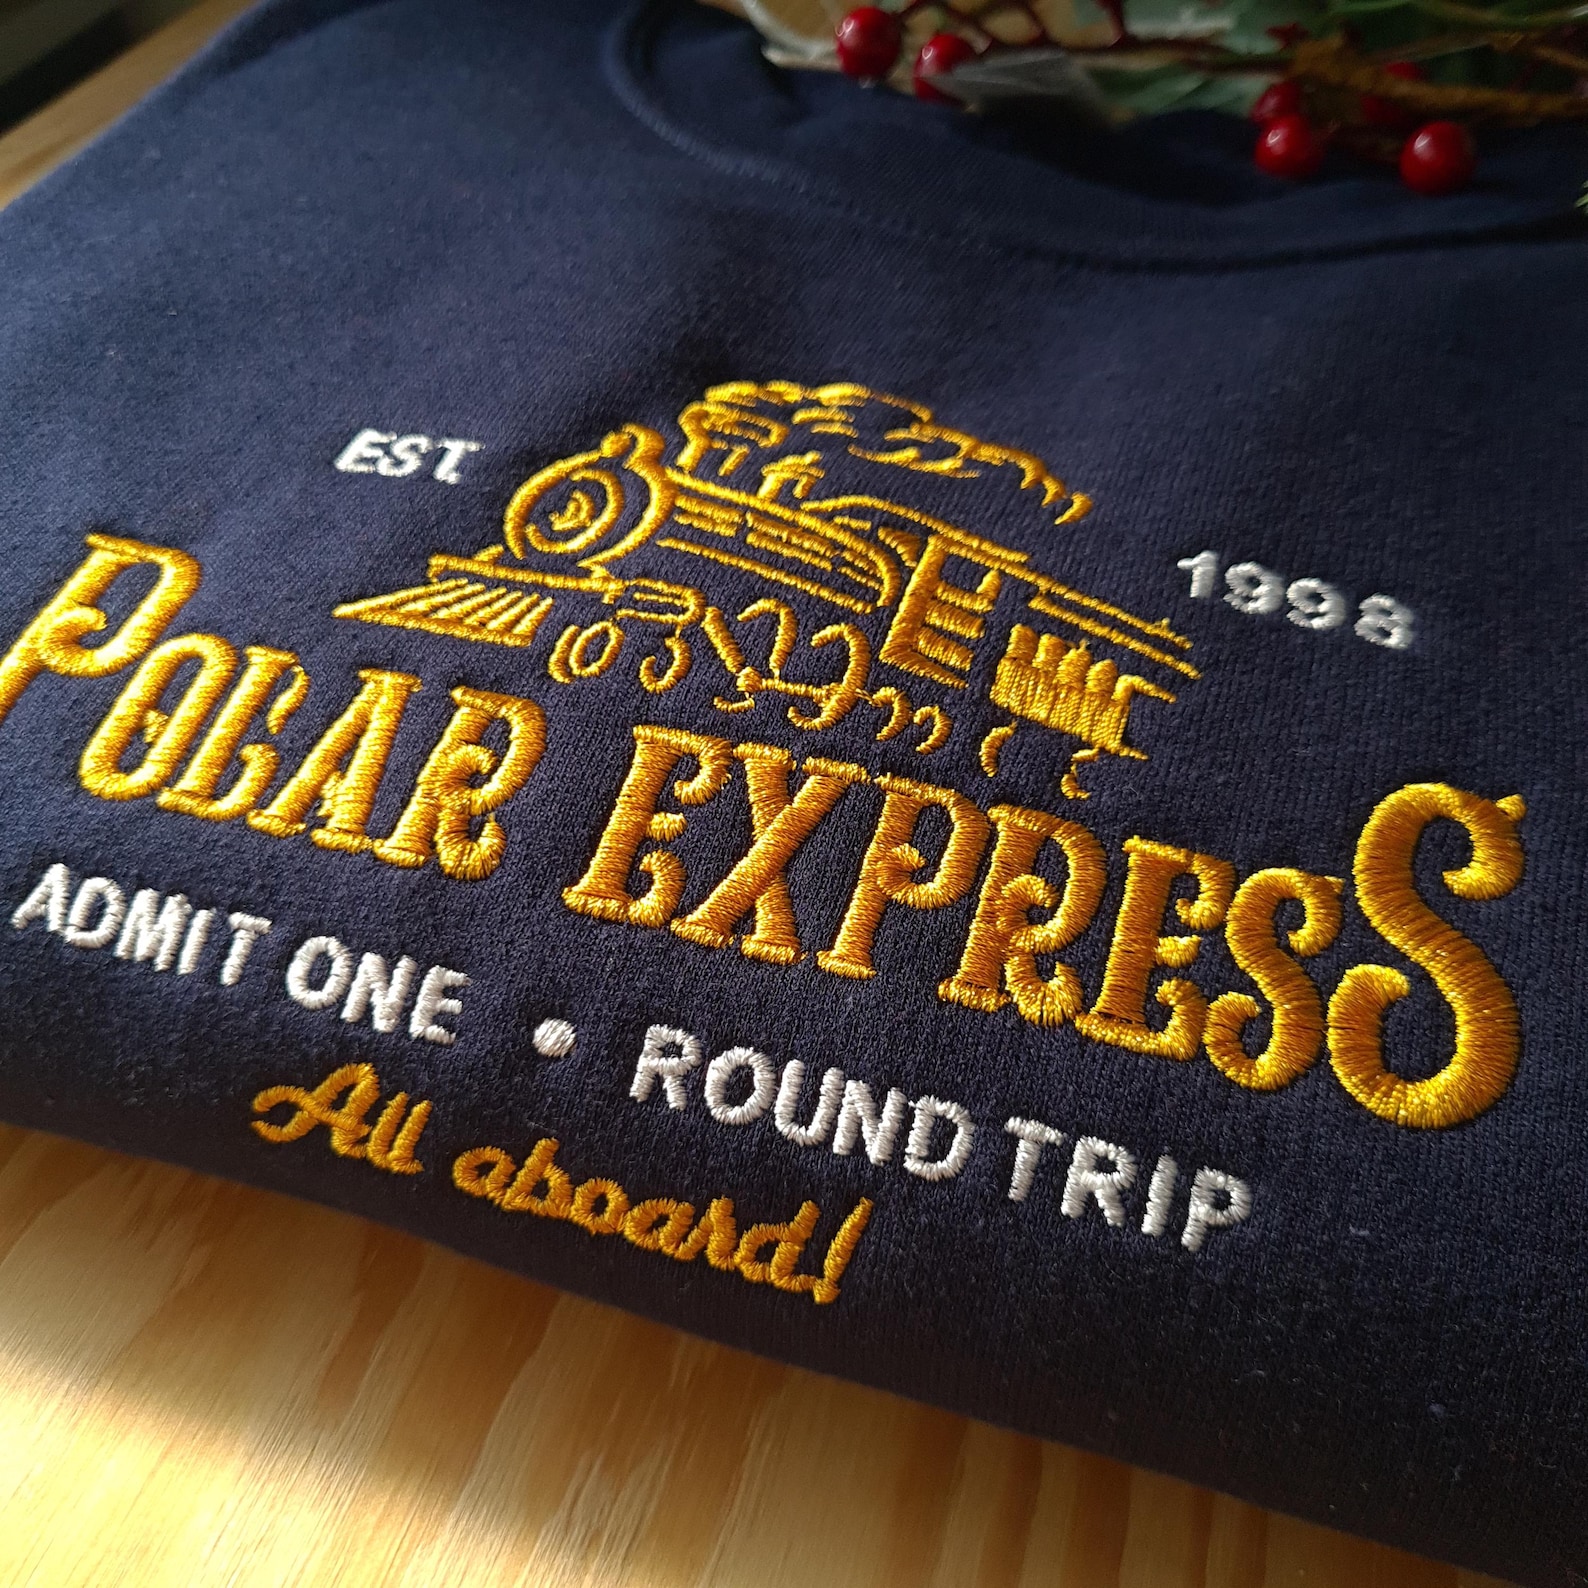 EST. 1998
POLAR EXPRESS
ADMIT ONE • ROUND TRIP
All aboard!